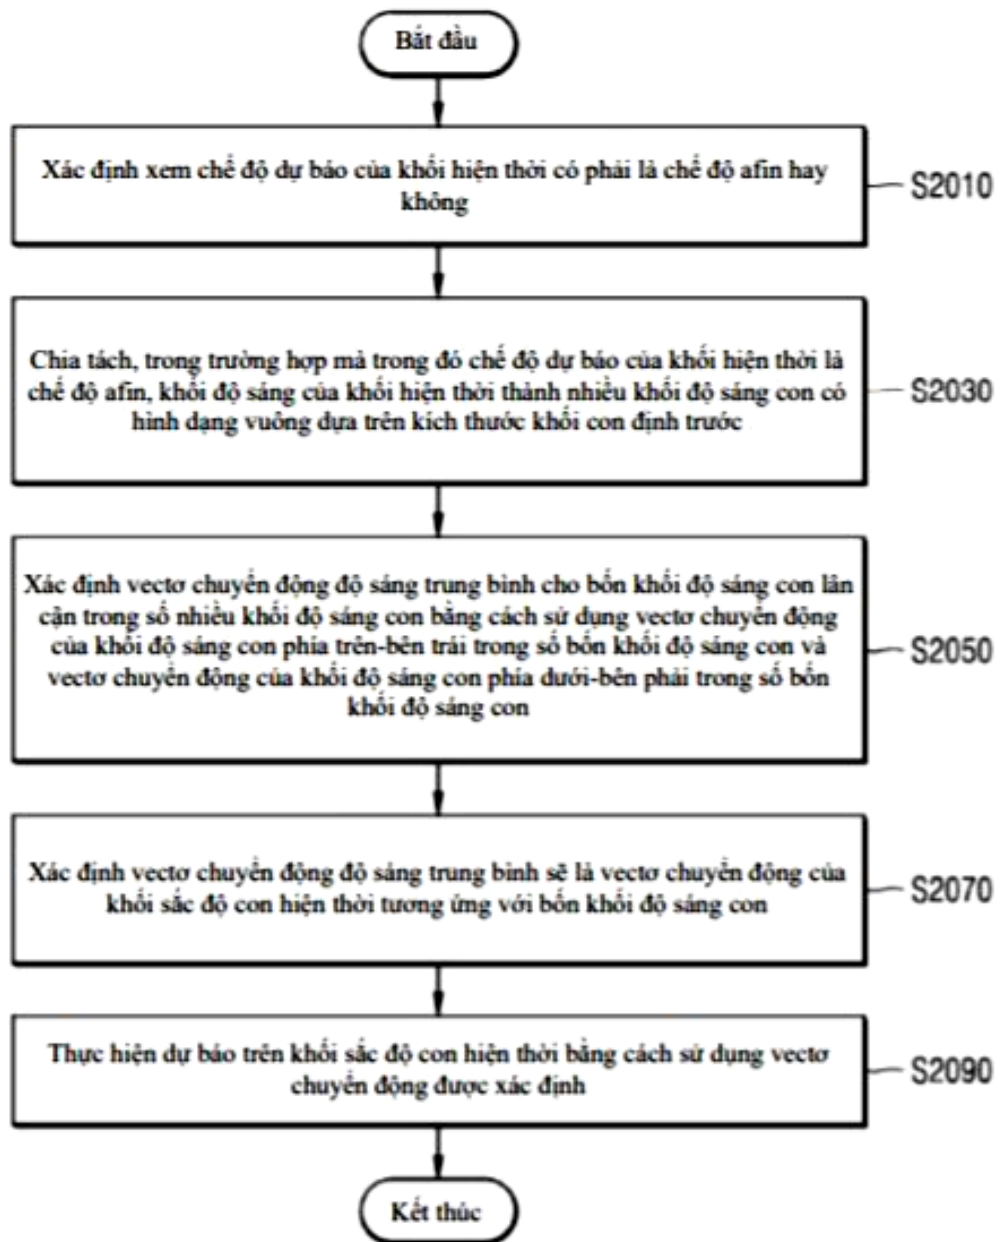 Bắt đầu
Xác định xem chế độ dự báo của khối hiện thời có phải là chế độ afin hay
không
S2010
Chia tách, trong trường hợp mà trong đó chế độ dự báo của khối hiện thời là
chế độ afin, khối độ sáng của khối hiện thời thành nhiều khối độ sáng con có
hình dạng vuông dựa trên kích thước khối con định trước
S2030
Xác định vectơ chuyển động độ sáng trung bình cho bốn khối độ sáng con lân
cận trong số nhiều khối độ sáng con bằng cách sử dụng vectơ chuyển động
của khối độ sáng con phía trên-bên trái trong số bốn khối độ sáng con và
vectơ chuyển động của khối độ sáng con phía dưới-bên phải trong số bốn
khối độ sáng con
S2050
Xác định vectơ chuyển động độ sáng trung bình sẽ là vectơ chuyển động của
khối sắc độ con hiện thời tương ứng với bốn khối độ sáng con
S2070
Thực hiện dự báo trên khối sắc độ con hiện thời bằng cách sử dụng vectơ
chuyển động được xác định
S2090
Kết thúc